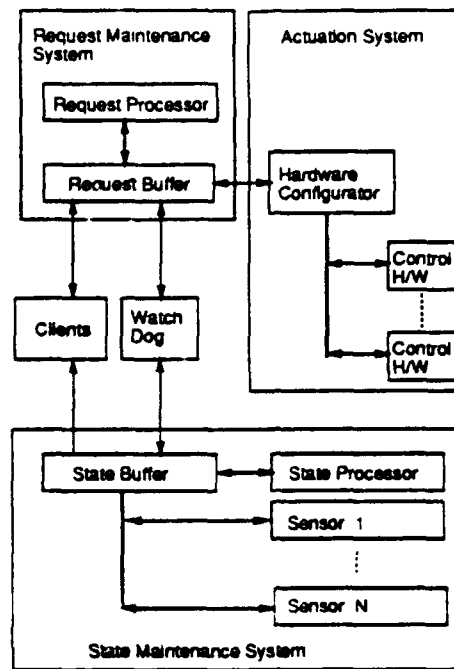 Request Maintenance
System
Request Processor
Request Buffer
Actuation System
Hardware
Configurator
Control
H/W
Control
H/W
Clients
Watch
Dog
State Buffer
State Processor
Sensor 1
Sensor N
State Maintenance System